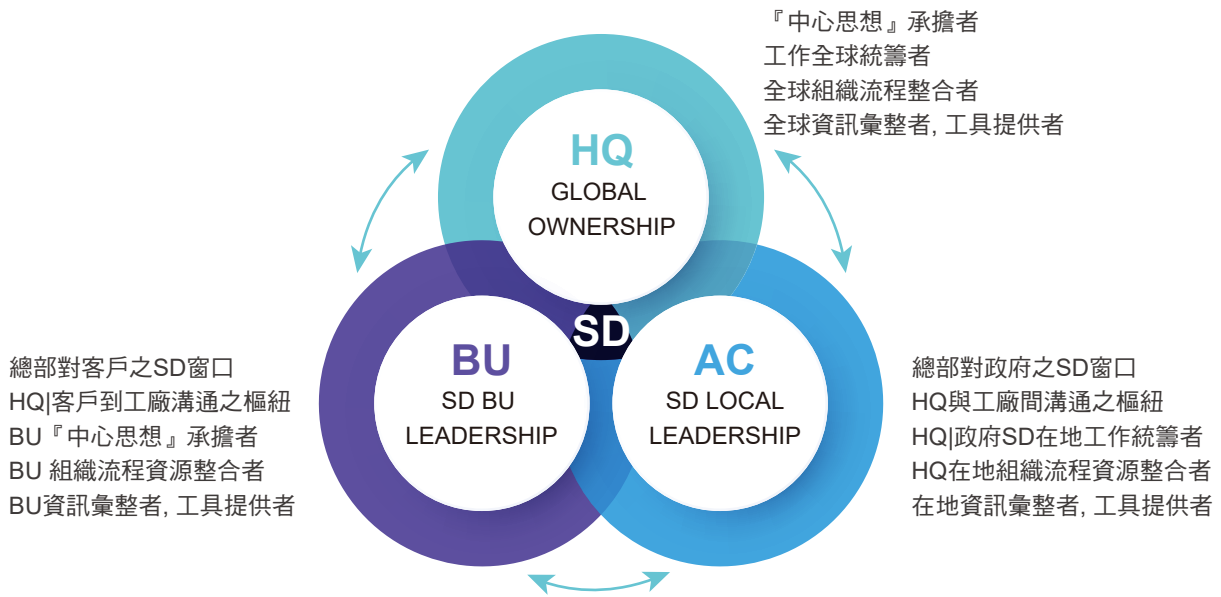 『中心思想』承擔者
工作全球統籌者
全球組織流程整合者
全球資訊彙整者, 工具提供者
HQ
GLOBAL
OWNERSHIP
SD
BU
SD BU
LEADERSHIP
AC
SD LOCAL
LEADERSHIP
總部對客戶之SD窗口
HQ|客戶到工廠溝通之樞紐
BU『中心思想』承擔者
BU 組織流程資源整合者
BU資訊彙整者, 工具提供者
總部對政府之SD窗口
HQ與工廠間溝通之樞紐
HQ|政府SD在地工作統籌者
HQ在地組織流程資源整合者
在地資訊彙整者, 工具提供者